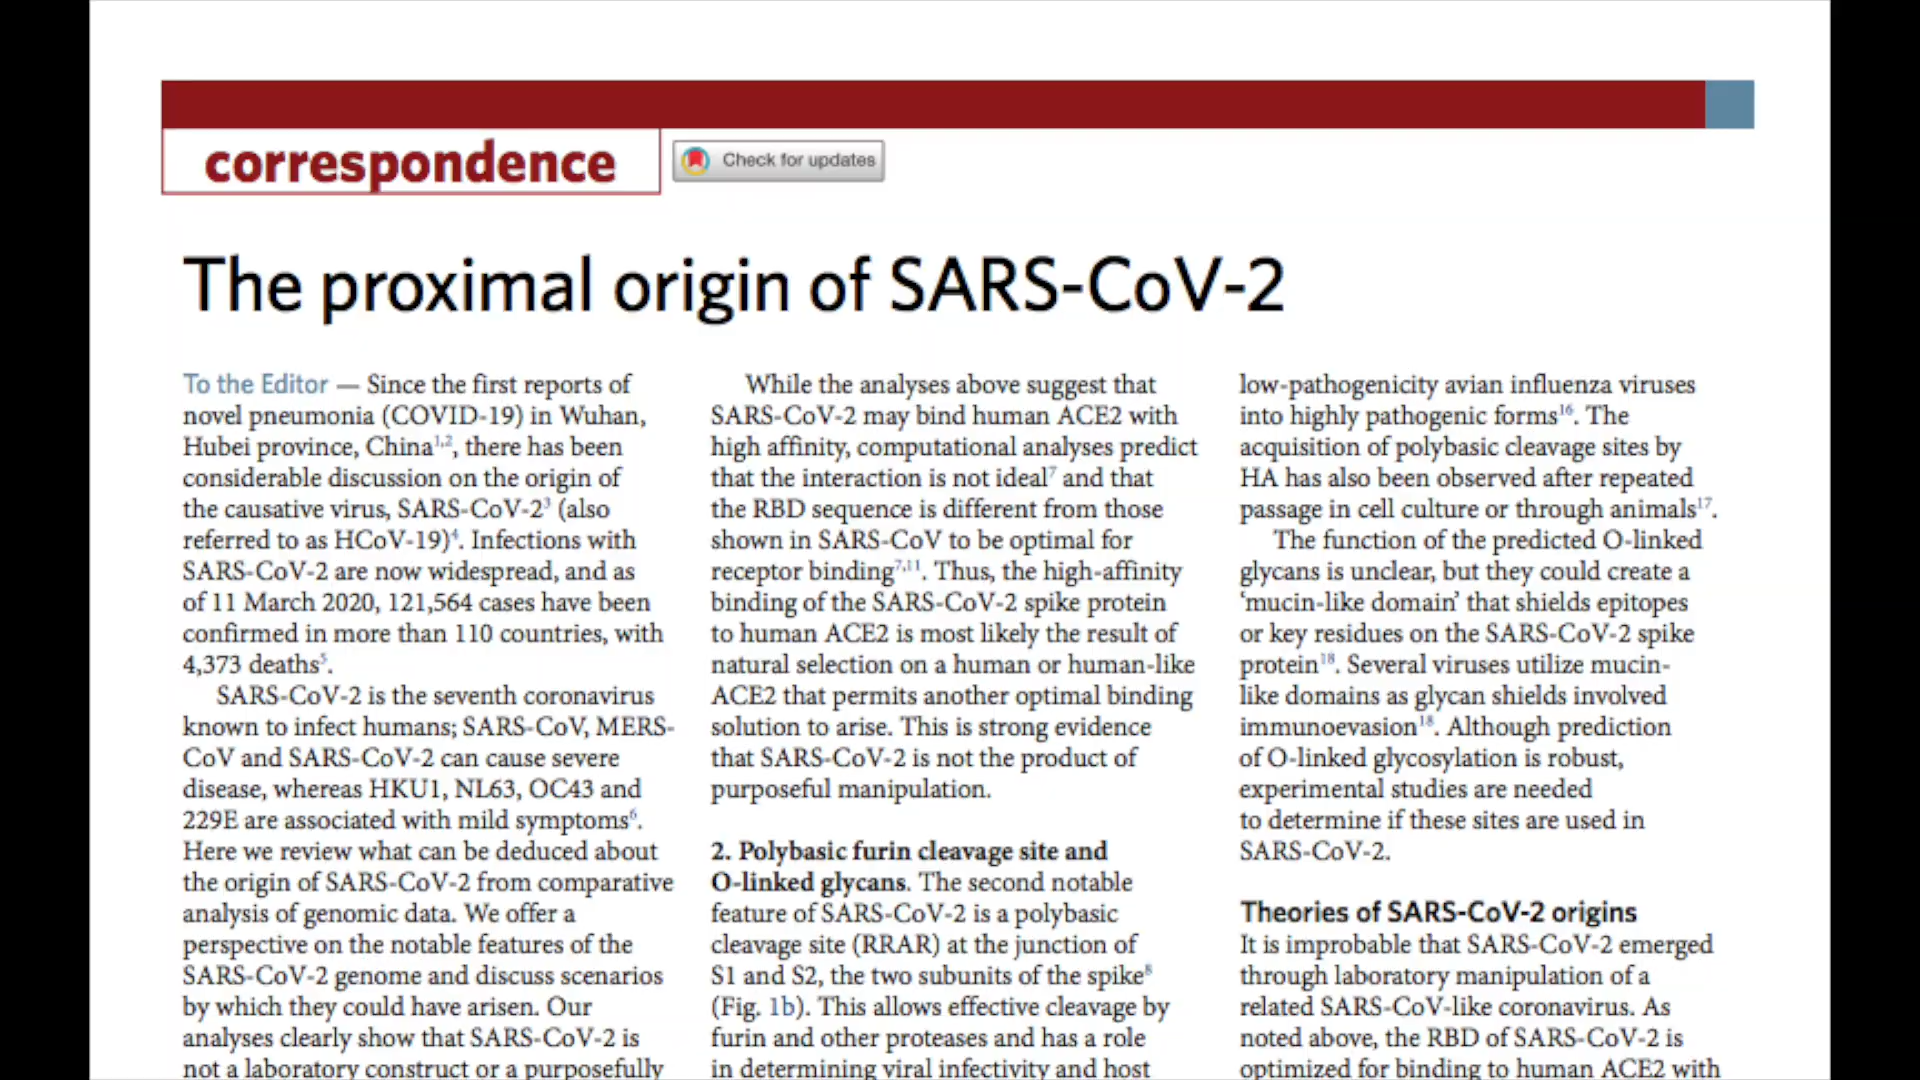 correspondence
Check for updates
The proximal origin of SARS-CoV-2
To the Editor — Since the first reports of
novel pneumonia (COVID-19) in Wuhan,
Hubei province, China1,2, there has been
considerable discussion on the origin of
the causative virus, SARS-CoV-23 (also
referred to as HCoV-19)4. Infections with
SARS-CoV-2 are now widespread, and as
of 11 March 2020, 121,564 cases have been
confirmed in more than 110 countries, with
4,373 deaths5.
SARS-CoV-2 is the seventh coronavirus
known to infect humans; SARS-CoV, MERS-
CoV and SARS-CoV-2 can cause severe
disease, whereas HKU1, NL63, OC43 and
229E are associated with mild symptoms6.
Here we review what can be deduced about
the origin of SARS-CoV-2 from comparative
analysis of genomic data. We offer a
perspective on the notable features of the
SARS-CoV-2 genome and discuss scenarios
by which they could have arisen. Our
analyses clearly show that SARS-CoV-2 is
not a laboratory construct or a purposefully
While the analyses above suggest that
SARS-CoV-2 may bind human ACE2 with
high affinity, computational analyses predict
that the interaction is not ideal7 and that
the RBD sequence is different from those
shown in SARS-CoV to be optimal for
receptor binding7,11. Thus, the high-affinity
binding of the SARS-CoV-2 spike protein
to human ACE2 is most likely the result of
natural selection on a human or human-like
ACE2 that permits another optimal binding
solution to arise. This is strong evidence
that SARS-CoV-2 is not the product of
purposeful manipulation.
2. Polybasic furin cleavage site and
O-linked glycans. The second notable
feature of SARS-CoV-2 is a polybasic
cleavage site (RRAR) at the junction of
S1 and S2, the two subunits of the spike8
(Fig. 1b). This allows effective cleavage by
furin and other proteases and has a role
in determining viral infectivity and host
low-pathogenicity avian influenza viruses
into highly pathogenic forms16. The
acquisition of polybasic cleavage sites by
HA has also been observed after repeated
passage in cell culture or through animals17.
The function of the predicted O-linked
glycans is unclear, but they could create a
‘mucin-like domain’ that shields epitopes
or key residues on the SARS-CoV-2 spike
protein18. Several viruses utilize mucin-
like domains as glycan shields involved
immunoevasion18. Although prediction
of O-linked glycosylation is robust,
experimental studies are needed
to determine if these sites are used in
SARS-CoV-2.
Theories of SARS-CoV-2 origins
It is improbable that SARS-CoV-2 emerged
through laboratory manipulation of a
related SARS-CoV-like coronavirus. As
noted above, the RBD of SARS-CoV-2 is
optimized for binding to human ACE2 with